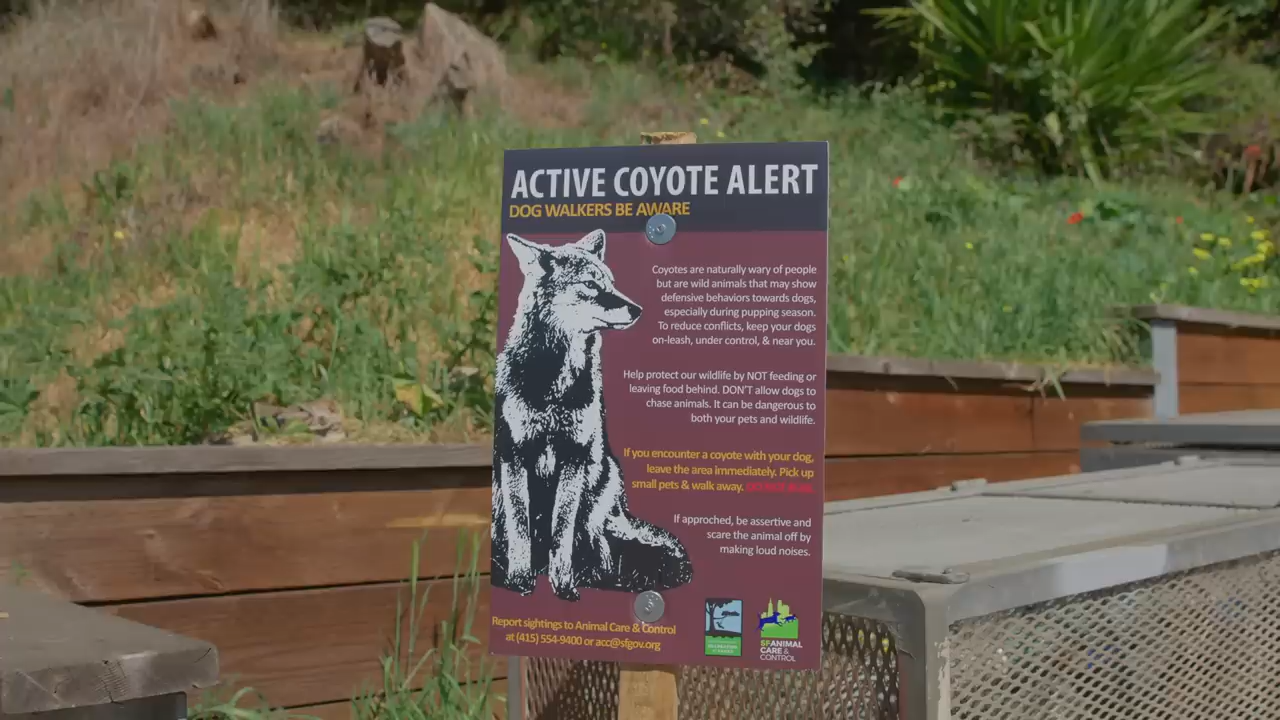 ACTIVE COYOTE ALERT
DOG WALKERS BE AWARE
Coyotes are naturally wary of people
but are wild animals that may show
defensive behaviors towards dogs,
especially during pupping season.
To reduce conflicts, keep your dogs
on-leash, under control, & near you.
Help protect our wildlife by NOT feeding or
leaving food behind. DON'T allow dogs to
chase animals. It can be dangerous to
both your pets and wildlife.
If you encounter a coyote with your dog,
leave the area immediately. Pick up
small pets & walk away.
If approched, be assertive and
scare the animal off by
making loud noises.
Report sightings to Animal Care & Control
at (415) 554-9400 or acc@sfgov.org
SFANIMAL
CARE &
CONTROL